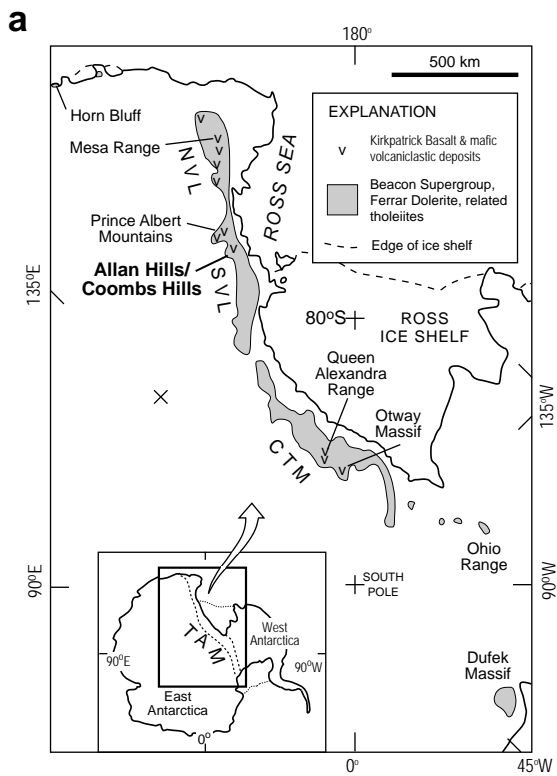 a
180°
500 km
Horn Bluff
Mesa Range
NVL
ROSS SEA
EXPLANATION
v Kirkpatrick Basalt & mafic
volcaniclastic deposits
Beacon Supergroup,
Ferrar Dolerite, related
tholeiites
Edge of ice shelf
Prince Albert
Mountains
Allan Hills/
Coombs Hills
SVL
135°E
80°S
ROSS
ICE SHELF
Queen
Alexandra
Range
Otway
Massif
135°W
CTM
Ohio
Range
90°E
SOUTH
POLE
90°W
TAM
West
Antarctica
90°E
90°W
East
Antarctica
0°
Dufek
Massif
0°
45°W